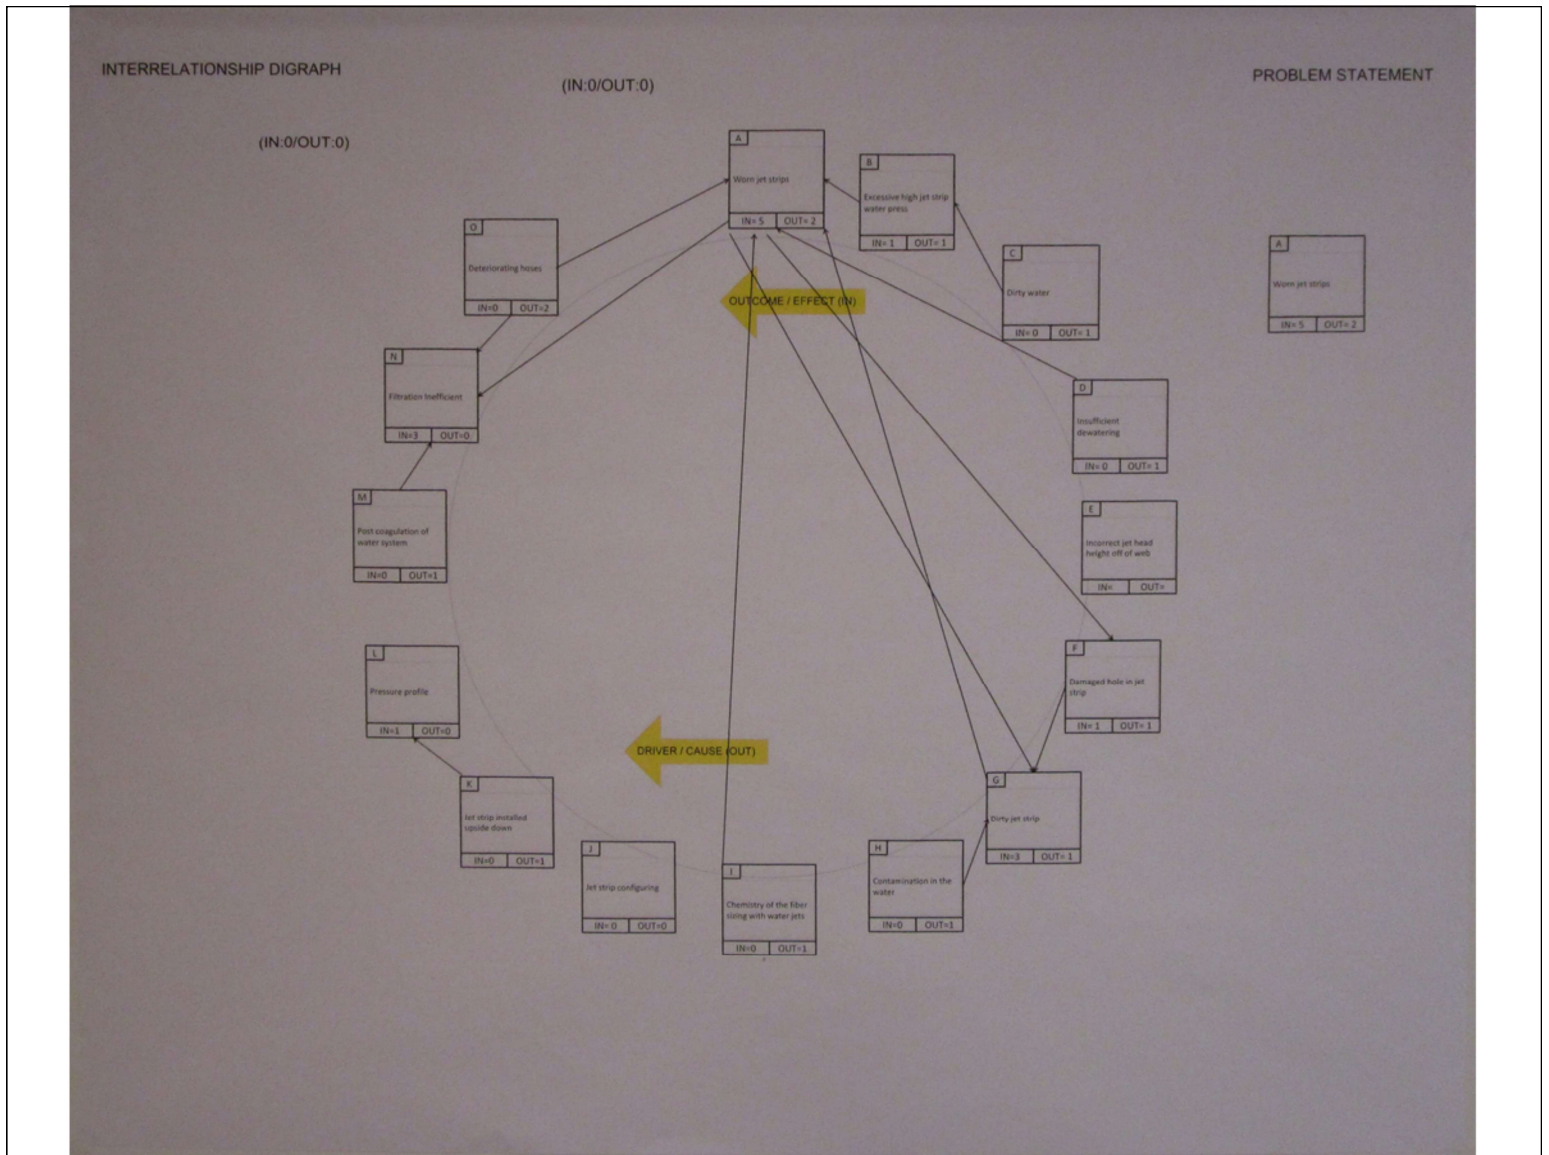 INTERRELATIONSHIP DIGRAPH
(IN:0/OUT:0)
PROBLEM STATEMENT
(IN:0/OUT:0)
A
Worn jet strips
IN= 5 OUT= 2
B
Excessive high jet strip
water press
IN= 1 OUT= 1
C
Dirty water
IN= 0 OUT= 1
A
Worn jet strips
IN= 5 OUT= 2
O
Deteriorating hoses
IN=0 OUT=2
OUTCOME / EFFECT (IN)
N
Filtration Inefficient
IN=3 OUT=0
D
Insufficient
dewatering
IN= 0 OUT= 1
M
Post coagulation of
water system
IN=0 OUT=1
E
Incorrect jet head
height off of web
IN= OUT=
L
Pressure profile
IN=1 OUT=0
F
Damaged hole in jet
strip
IN= 1 OUT= 1
DRIVER / CAUSE (OUT)
K
Jet strip installed
upside down
IN=0 OUT=1
G
Dirty jet strip
IN=3 OUT= 1
J
Jet strip configuring
IN= 0 OUT=0
I
Chemistry of the fiber
sizing with water jets
IN=0 OUT=1
H
Contamination in the
water
IN=0 OUT=1